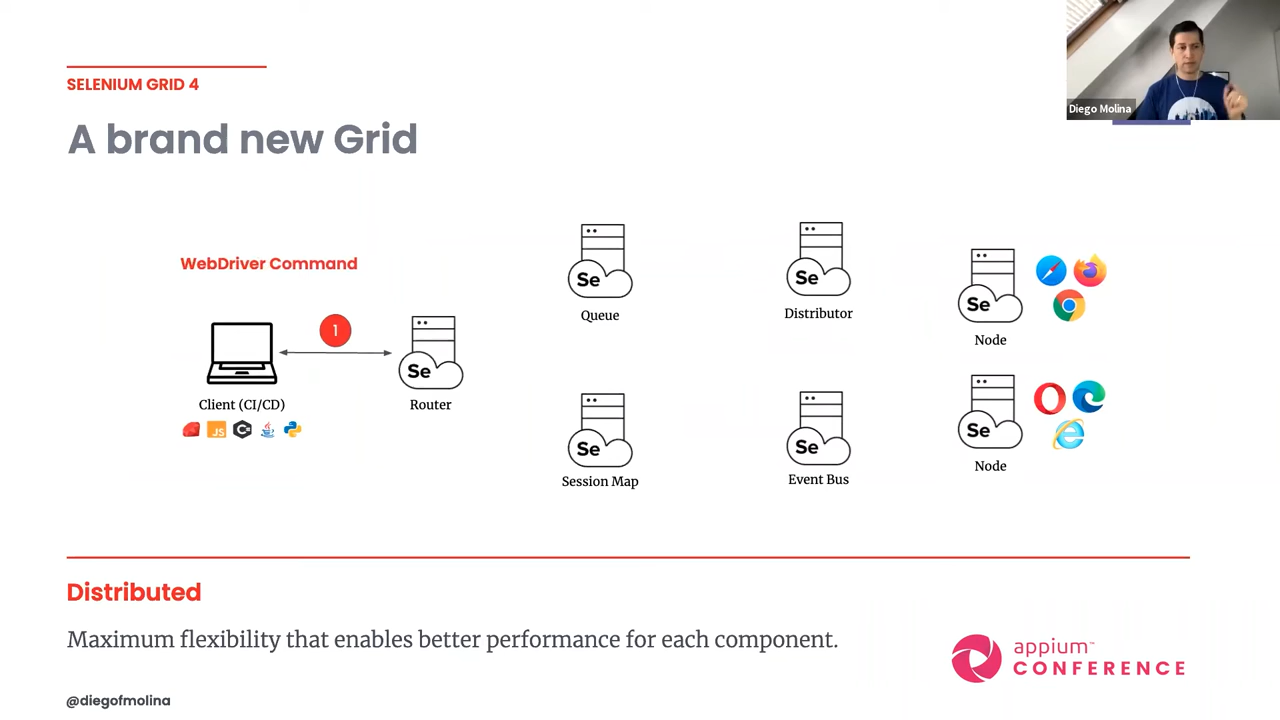 SELENIUM GRID 4
A brand new Grid
Diego Molina
WebDriver Command
1
Client (CI/CD)
JS
C#
Se
Router
Se
Queue
Se
Distributor
Se
Node
Se
Session Map
Se
Event Bus
Se
Node
Distributed
Maximum flexibility that enables better performance for each component.
appium™
CONFERENCE
@diegofmolina